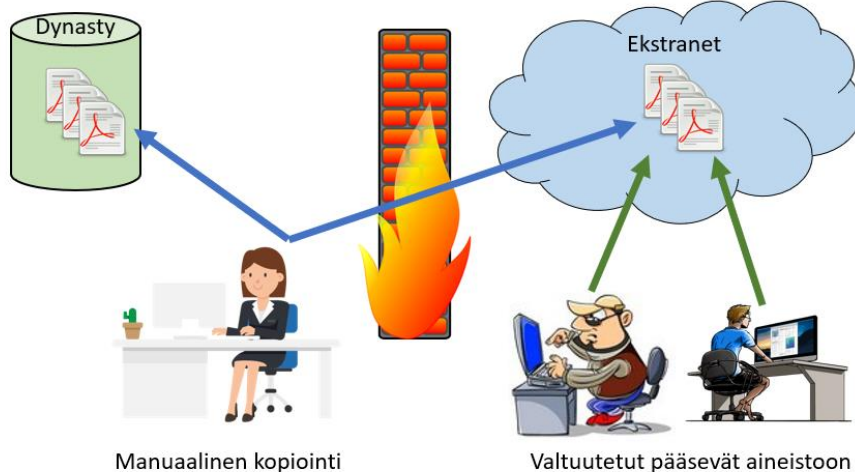 Dynasty
Ekstranet
Manuaalinen kopiointi
Valtuutetut pääsevät aineistoon